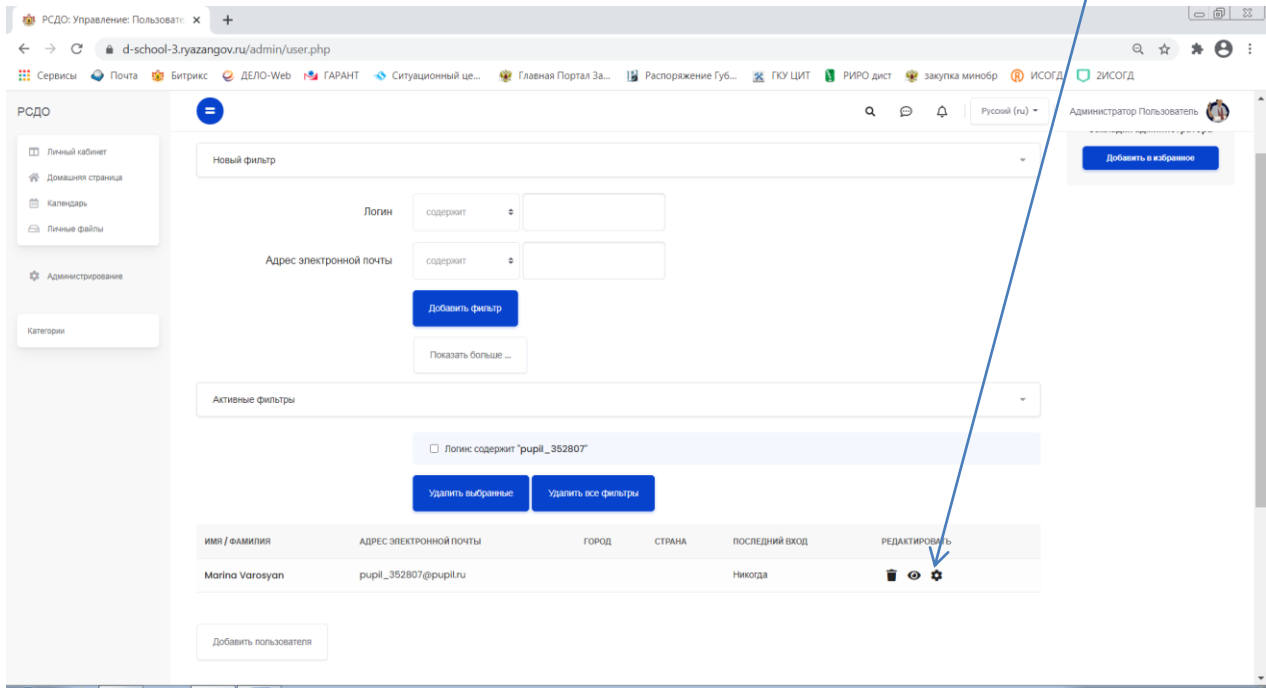 РСДО: Управление: Пользовате
d-school-3.ryazangov.ru/admin/user.php
Сервисы Почта Битрикс ДЕЛО-Web ГАРАНТ Ситуационный це... Главная Портал За... Распоряжение Губ... ГКУ ЦИТ РИРО дист закупка минобр ИСОГД 2ИСОГД
РСДО
Русский (ru)
Администратор Пользователь
Личный кабинет
Домашняя страница
Календарь
Личные файлы
Администрирование
Категории
Добавить в избранное
Новый фильтр
Логин содержит
Адрес электронной почты содержит
Добавить фильтр
Показать больше ...
Активные фильтры
Логин: содержит "pupil_352807"
Удалить выбранные Удалить все фильтры
ИМЯ / ФАМИЛИЯ АДРЕС ЭЛЕКТРОННОЙ ПОЧТЫ ГОРОД СТРАНА ПОСЛЕДНИЙ ВХОД РЕДАКТИРОВАТЬ
Marina Varosyan pupil_352807@pupil.ru Никогда
Добавить пользователя